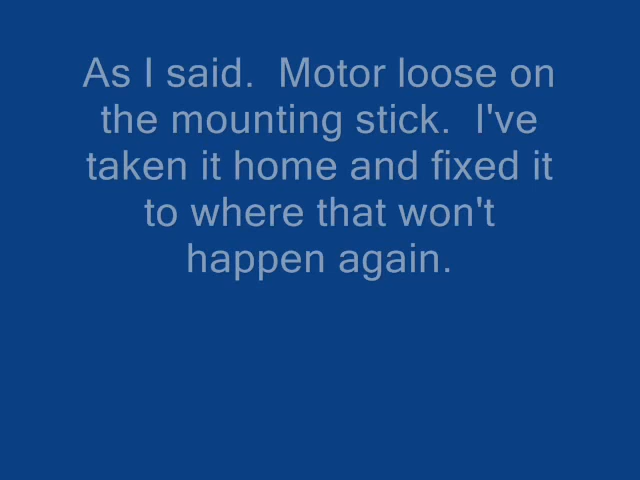 As I said.  Motor loose on
the mounting stick.  I've
taken it home and fixed it
to where that won't
happen again.